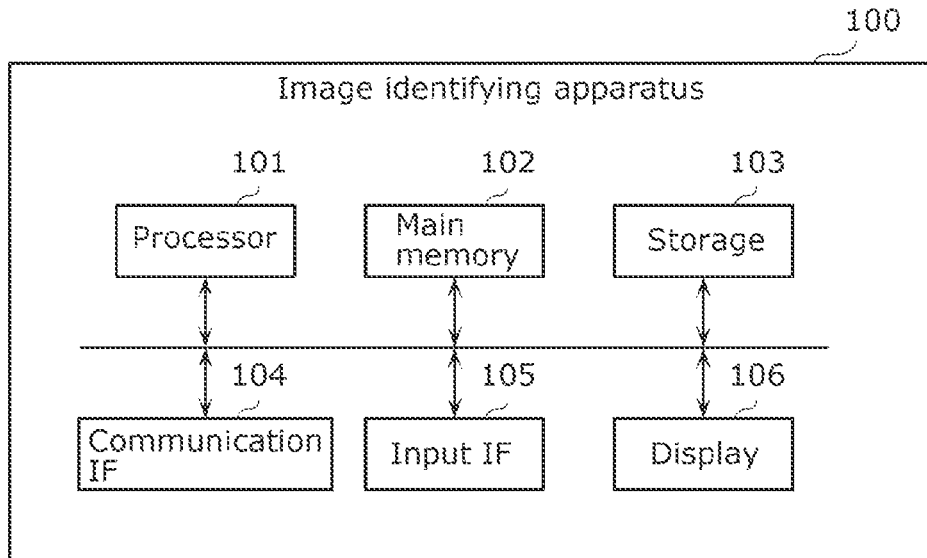 100
Image identifying apparatus
101
102
103
Processor
Main
memory
Storage
104
105
106
Communication
IF
Input IF
Display